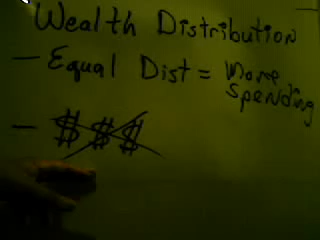 Wealth Distribution
— Equal Dist = More
Spending
— $ $ $